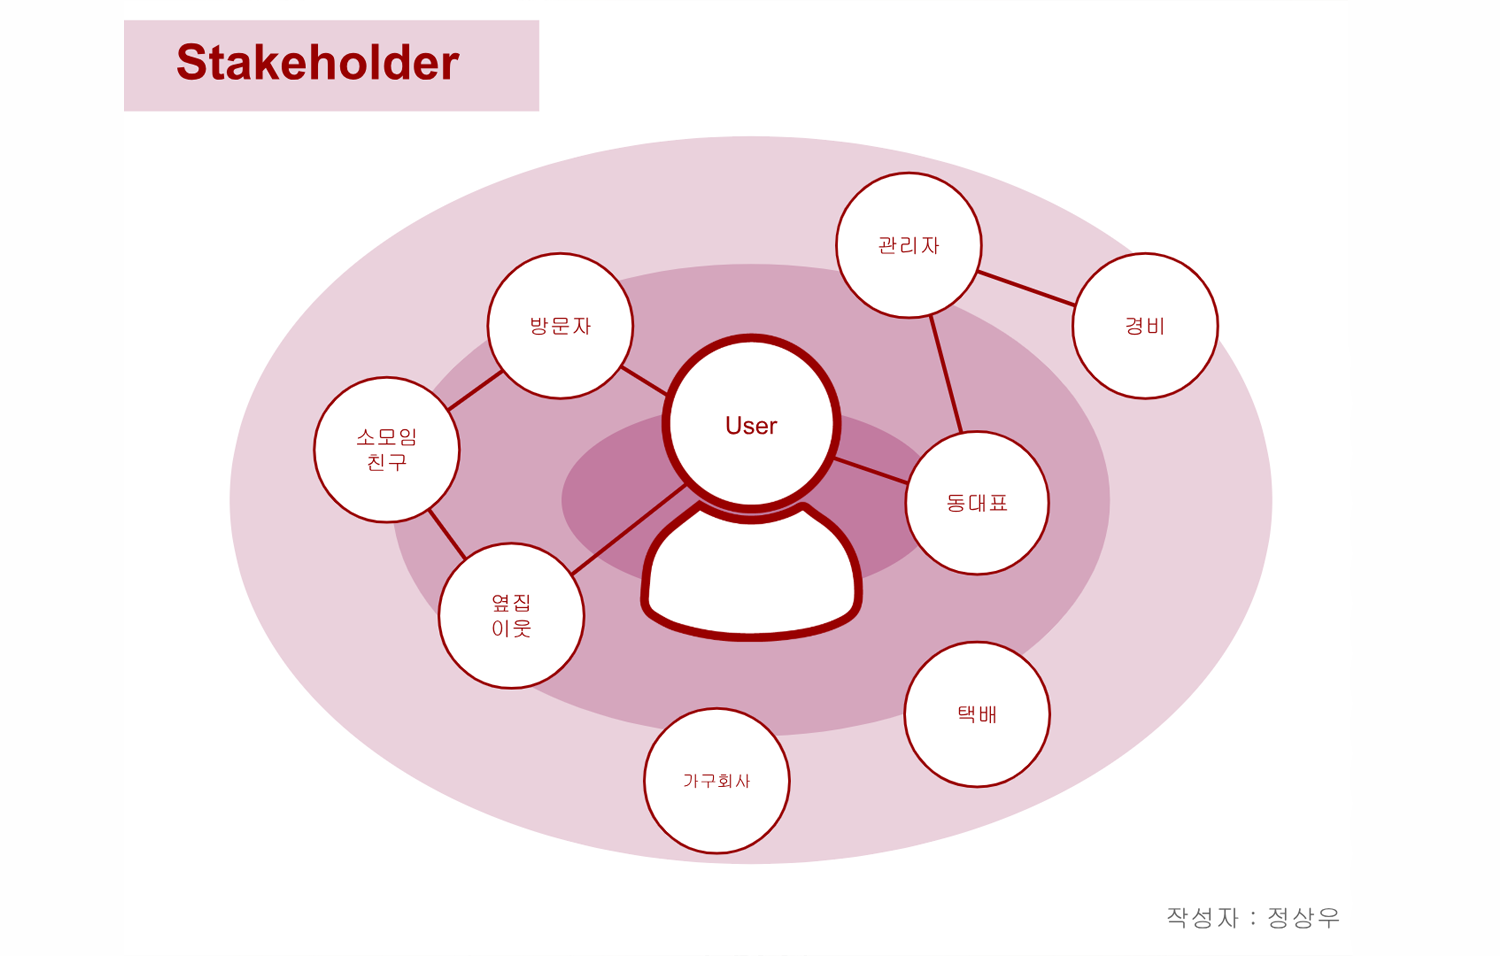 Stakeholder
관리자
방문자
경비
User
소모임
친구
동대표
옆집
이웃
택배
가구회사
작성자 : 정상우